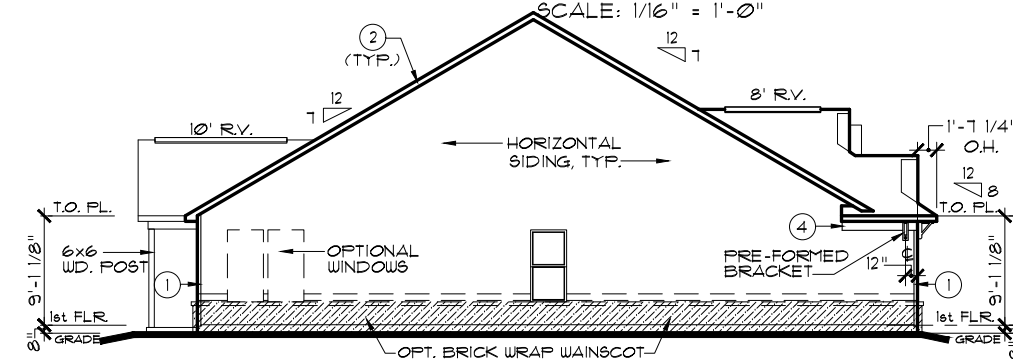 SCALE: 1/16" = 1'-0"
2
(TYP.)
12
7
12
7
8' R.V.
10' R.V.
1'-7 1/4"
O.H.
HORIZONTAL
SIDING, TYP.
12
8
T.O. PL.
T.O. PL.
4
6x6
WD. POST
OPTIONAL
WINDOWS
PRE-FORMED
BRACKET
12"
9'-1 1/8"
9'-1 1/8"
1
1
1st FLR.
1st FLR.
8"
GRADE
GRADE
OPT. BRICK WRAP WAINSCOT